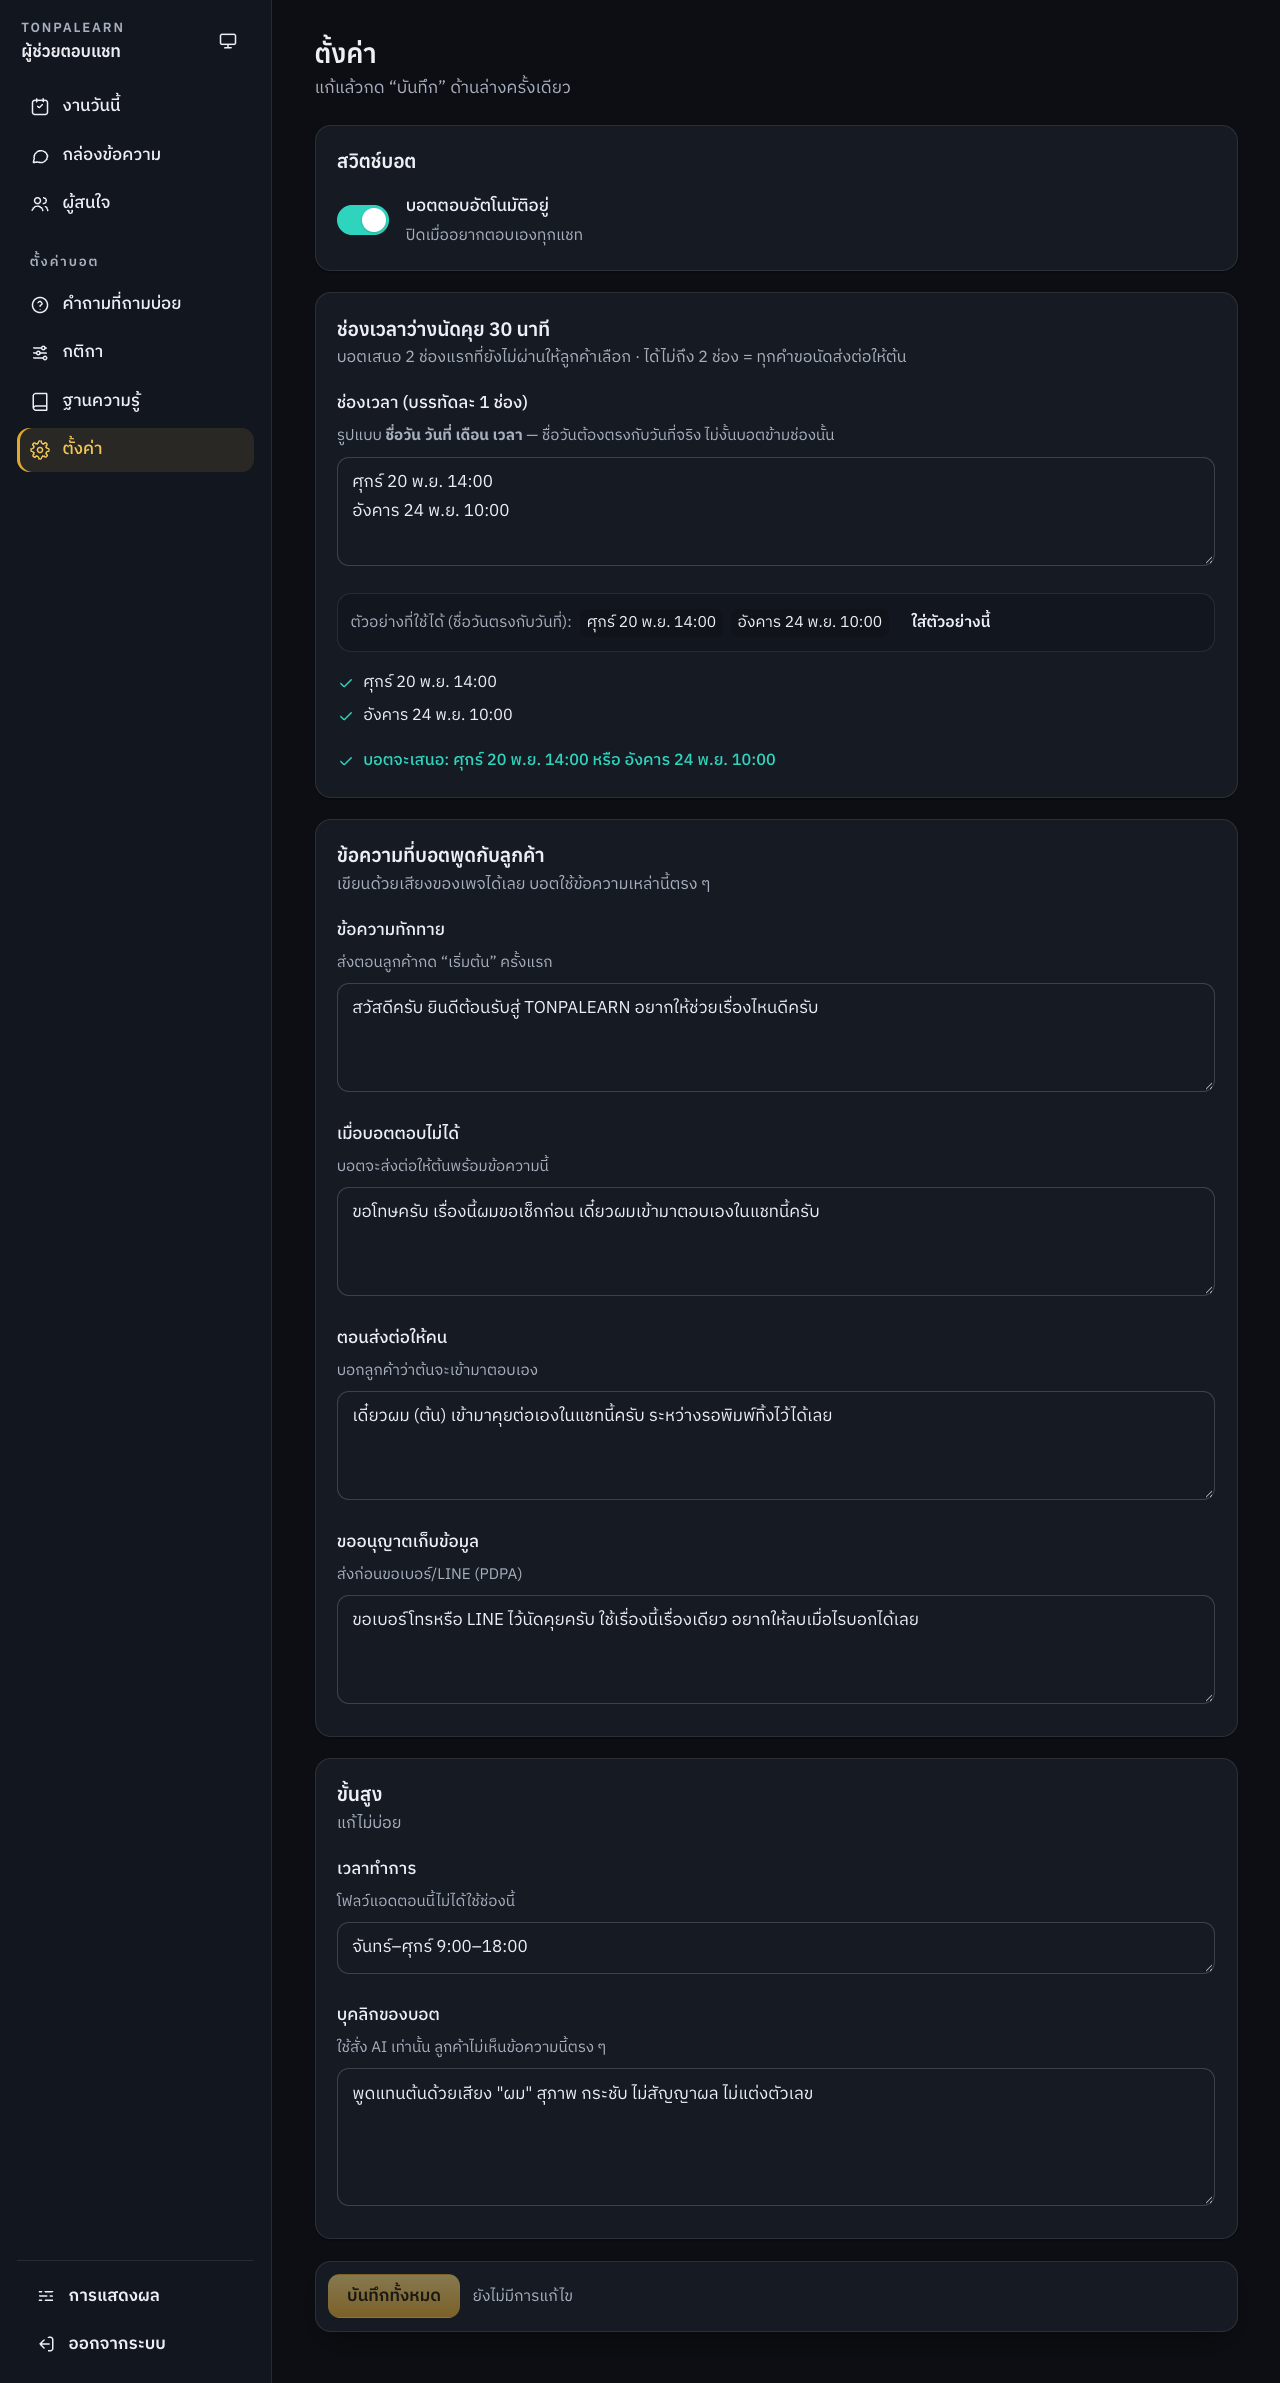 TONPALEARN
ผู้ช่วยตอบแชท
งานวันนี้
กล่องข้อความ
ผู้สนใจ
ตั้งค่าบอต
คำถามที่ถามบ่อย
กติกา
ฐานความรู้
ตั้งค่า
การแสดงผล
ออกจากระบบ
ตั้งค่า
แก้แล้วกด “บันทึก” ด้านล่างครั้งเดียว
สวิตช์บอต
บอตตอบอัตโนมัติอยู่
ปิดเมื่ออยากตอบเองทุกแชท
ช่องเวลาว่างนัดคุย 30 นาที
บอตเสนอ 2 ช่องแรกที่ยังไม่ผ่านให้ลูกค้าเลือก · ได้ไม่ถึง 2 ช่อง = ทุกคำขอนัดส่งต่อให้ต้น
ช่องเวลา (บรรทัดละ 1 ช่อง)
รูปแบบ ชื่อวัน วันที่ เดือน เวลา — ชื่อวันต้องตรงกับวันที่จริง ไม่งั้นบอตข้ามช่องนั้น
ศุกร์ 20 พ.ย. 14:00
อังคาร 24 พ.ย. 10:00
ตัวอย่างที่ใช้ได้ (ชื่อวันตรงกับวันที่): ศุกร์ 20 พ.ย. 14:00 อังคาร 24 พ.ย. 10:00 ใส่ตัวอย่างนี้
ศุกร์ 20 พ.ย. 14:00
อังคาร 24 พ.ย. 10:00
บอตจะเสนอ: ศุกร์ 20 พ.ย. 14:00 หรือ อังคาร 24 พ.ย. 10:00
ข้อความที่บอตพูดกับลูกค้า
เขียนด้วยเสียงของเพจได้เลย บอตใช้ข้อความเหล่านี้ตรง ๆ
ข้อความทักทาย
ส่งตอนลูกค้ากด “เริ่มต้น” ครั้งแรก
สวัสดีครับ ยินดีต้อนรับสู่ TONPALEARN อยากให้ช่วยเรื่องไหนดีครับ
เมื่อบอตตอบไม่ได้
บอตจะส่งต่อให้ต้นพร้อมข้อความนี้
ขอโทษครับ เรื่องนี้ผมขอเช็กก่อน เดี๋ยวผมเข้ามาตอบเองในแชทนี้ครับ
ตอนส่งต่อให้คน
บอกลูกค้าว่าต้นจะเข้ามาตอบเอง
เดี๋ยวผม (ต้น) เข้ามาคุยต่อเองในแชทนี้ครับ ระหว่างรอพิมพ์ทิ้งไว้ได้เลย
ขออนุญาตเก็บข้อมูล
ส่งก่อนขอเบอร์/LINE (PDPA)
ขอเบอร์โทรหรือ LINE ไว้นัดคุยครับ ใช้เรื่องนี้เรื่องเดียว อยากให้ลบเมื่อไรบอกได้เลย
ขั้นสูง
แก้ไม่บ่อย
เวลาทำการ
โฟลว์แอดตอนนี้ไม่ได้ใช้ช่องนี้
จันทร์–ศุกร์ 9:00–18:00
บุคลิกของบอต
ใช้สั่ง AI เท่านั้น ลูกค้าไม่เห็นข้อความนี้ตรง ๆ
พูดแทนต้นด้วยเสียง "ผม" สุภาพ กระชับ ไม่สัญญาผล ไม่แต่งตัวเลข
บันทึกทั้งหมด ยังไม่มีการแก้ไข